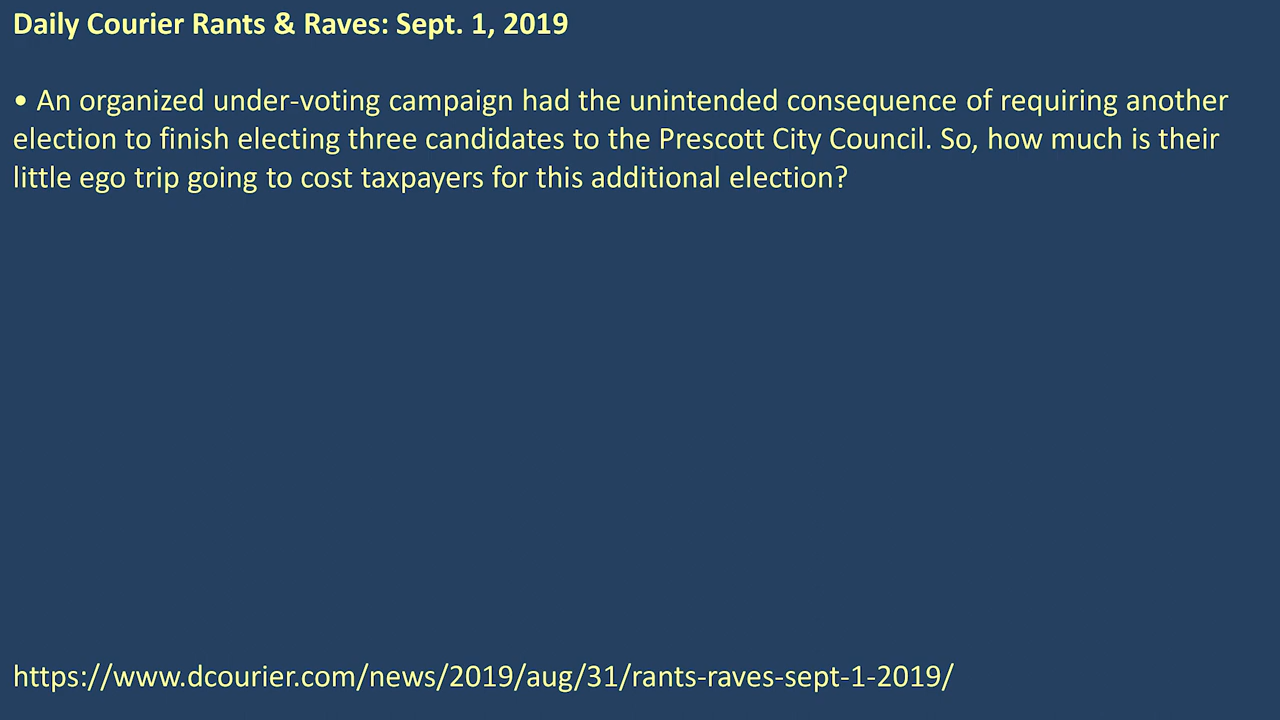 Daily Courier Rants & Raves: Sept. 1, 2019
• An organized under-voting campaign had the unintended consequence of requiring another
election to finish electing three candidates to the Prescott City Council. So, how much is their
little ego trip going to cost taxpayers for this additional election?
https://www.dcourier.com/news/2019/aug/31/rants-raves-sept-1-2019/